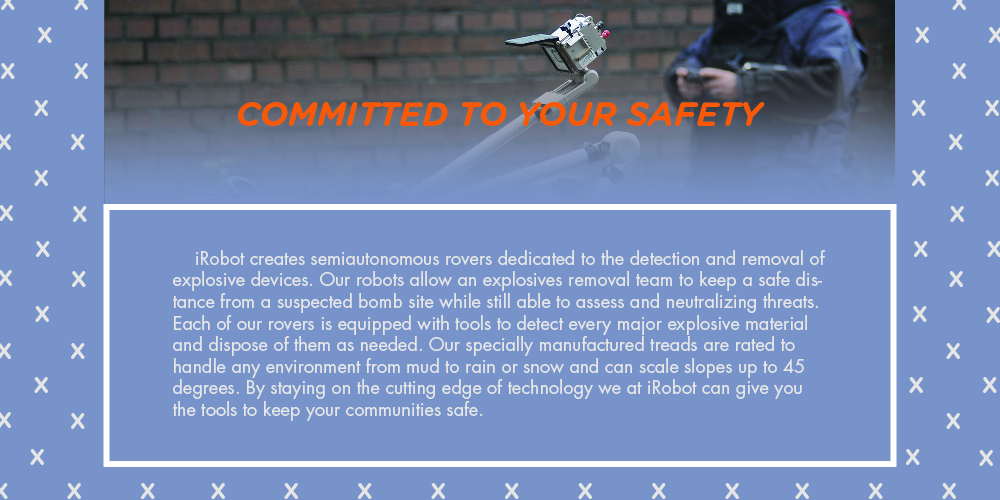 COMMITTED TO YOUR SAFETY
iRobot creates semiautonomous rovers dedicated to the detection and removal of
explosive devices. Our robots allow an explosives removal team to keep a safe dis-
tance from a suspected bomb site while still able to assess and neutralizing threats.
Each of our rovers is equipped with tools to detect every major explosive material
and dispose of them as needed. Our specially manufactured treads are rated to
handle any environment from mud to rain or snow and can scale slopes up to 45
degrees. By staying on the cutting edge of technology we at iRobot can give you
the tools to keep your communities safe.